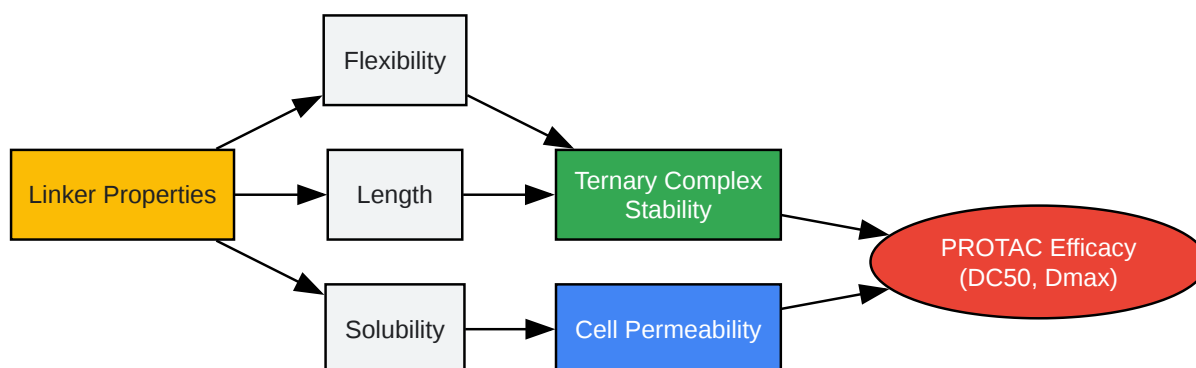 Flexibility
Linker Properties
Length
Ternary Complex
Stability
PROTAC Efficacy
(DC50, Dmax)
Solubility
Cell Permeability